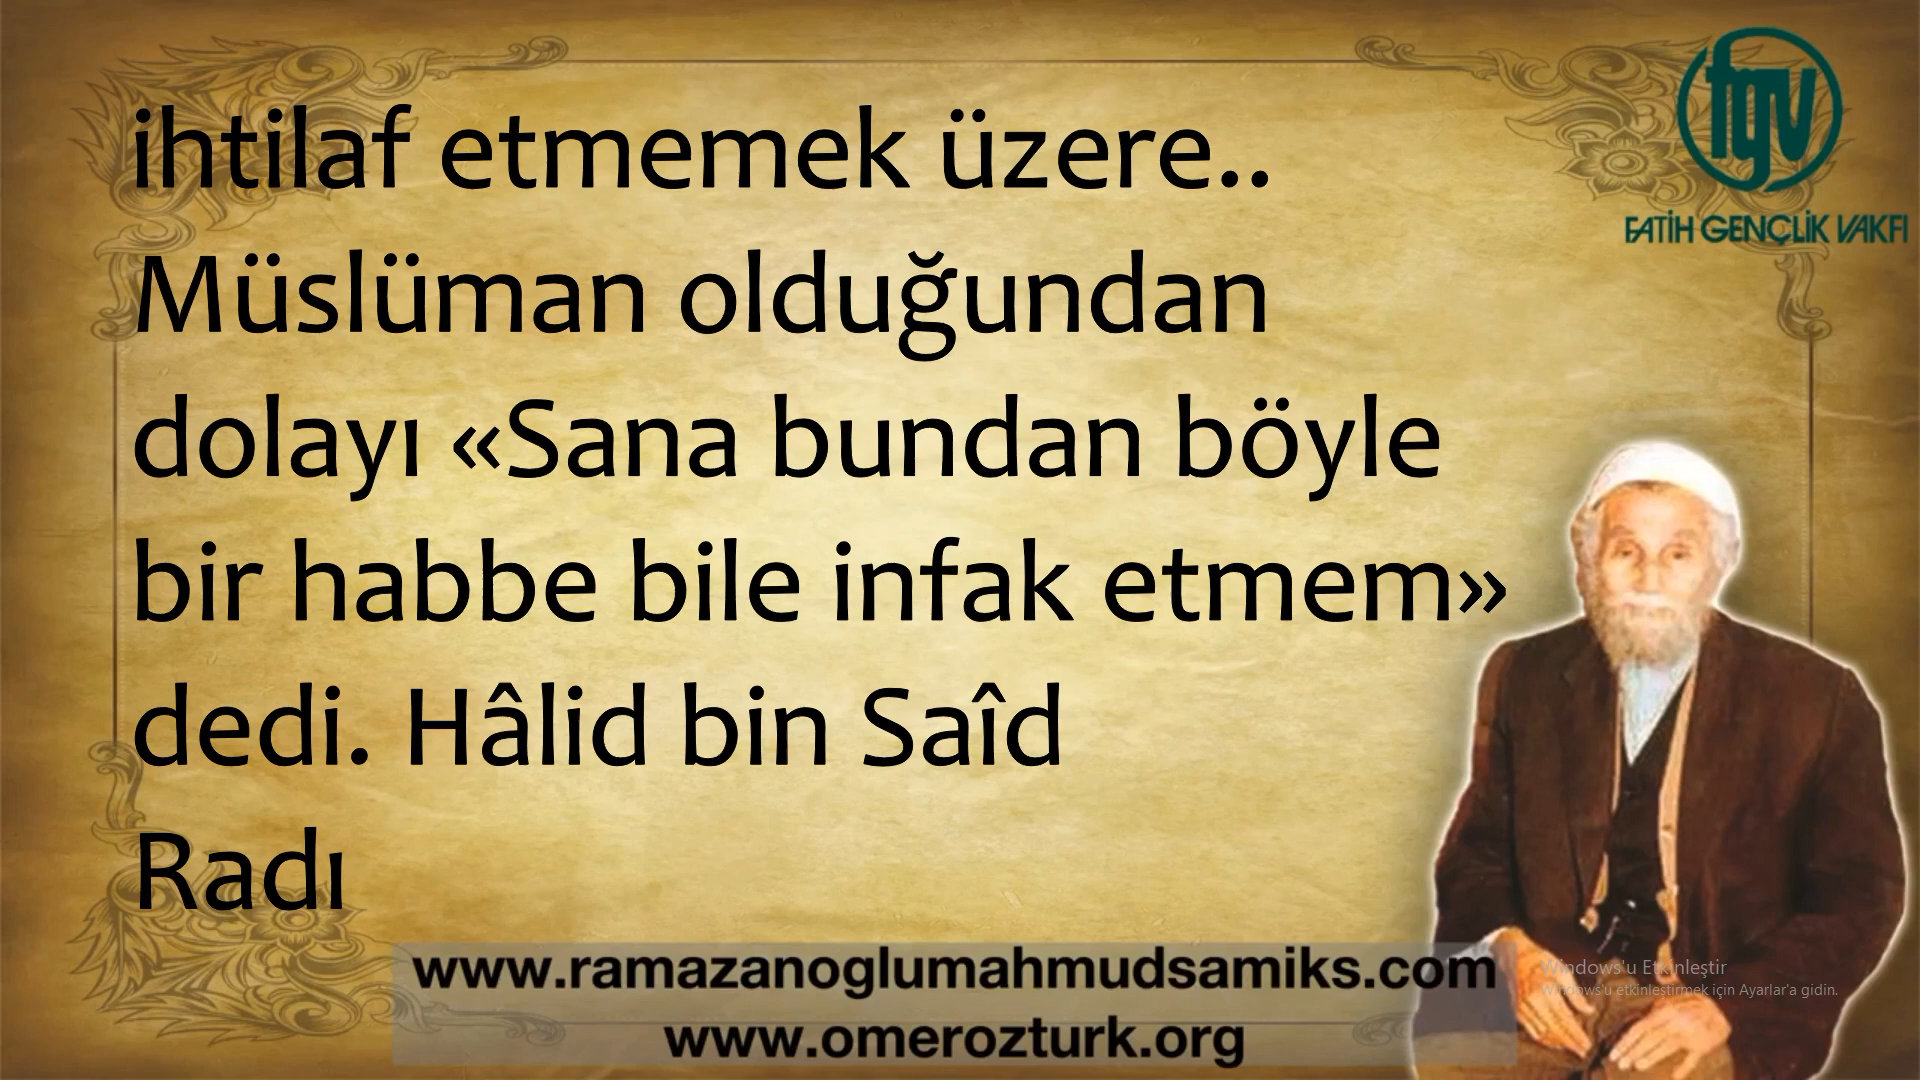 ihtilaf etmemek üzere..
Müslüman olduğundan
dolayı «Sana bundan böyle
bir habbe bile infak etmem»
dedi. Hâlid bin Saîd
Radı
fgv
FATİH GENÇLİK VAKFI
www.ramazanoglumahmudsamiks.com
www.omerozturk.org
Windows'u Etkinleştir
Windows'u etkinleştirmek için Ayarlar'a gidin.